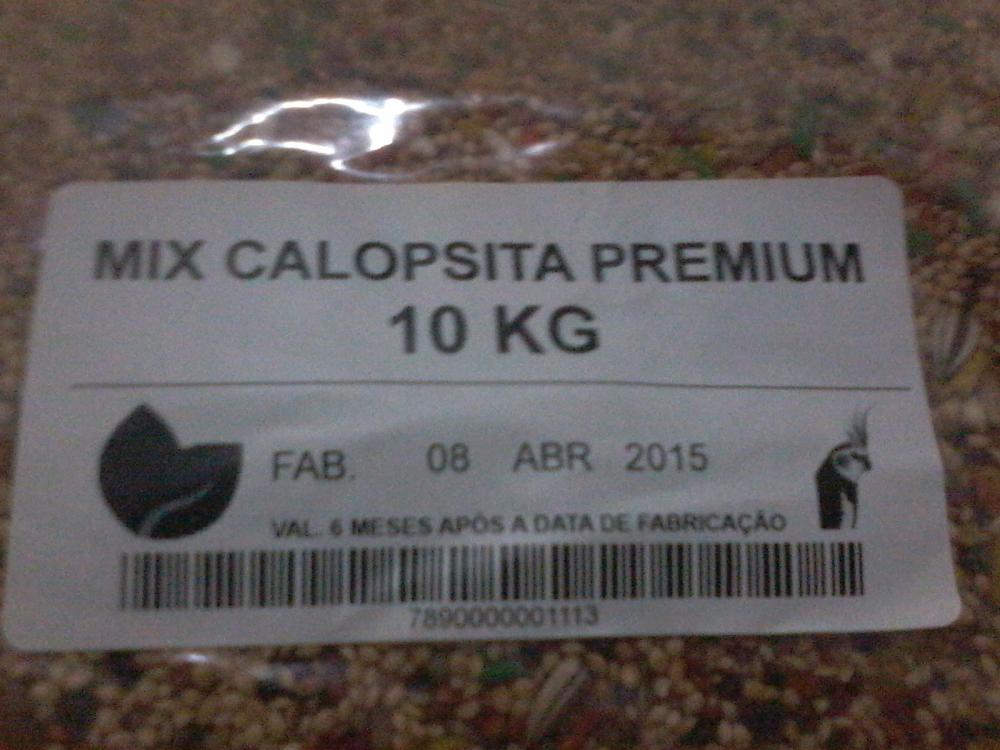 MIX CALOPSITA PREMIUM
10 KG
FAB. 08 ABR 2015
VAL. 6 MESES APÓS A DATA DE FABRICAÇÃO
7890000001113